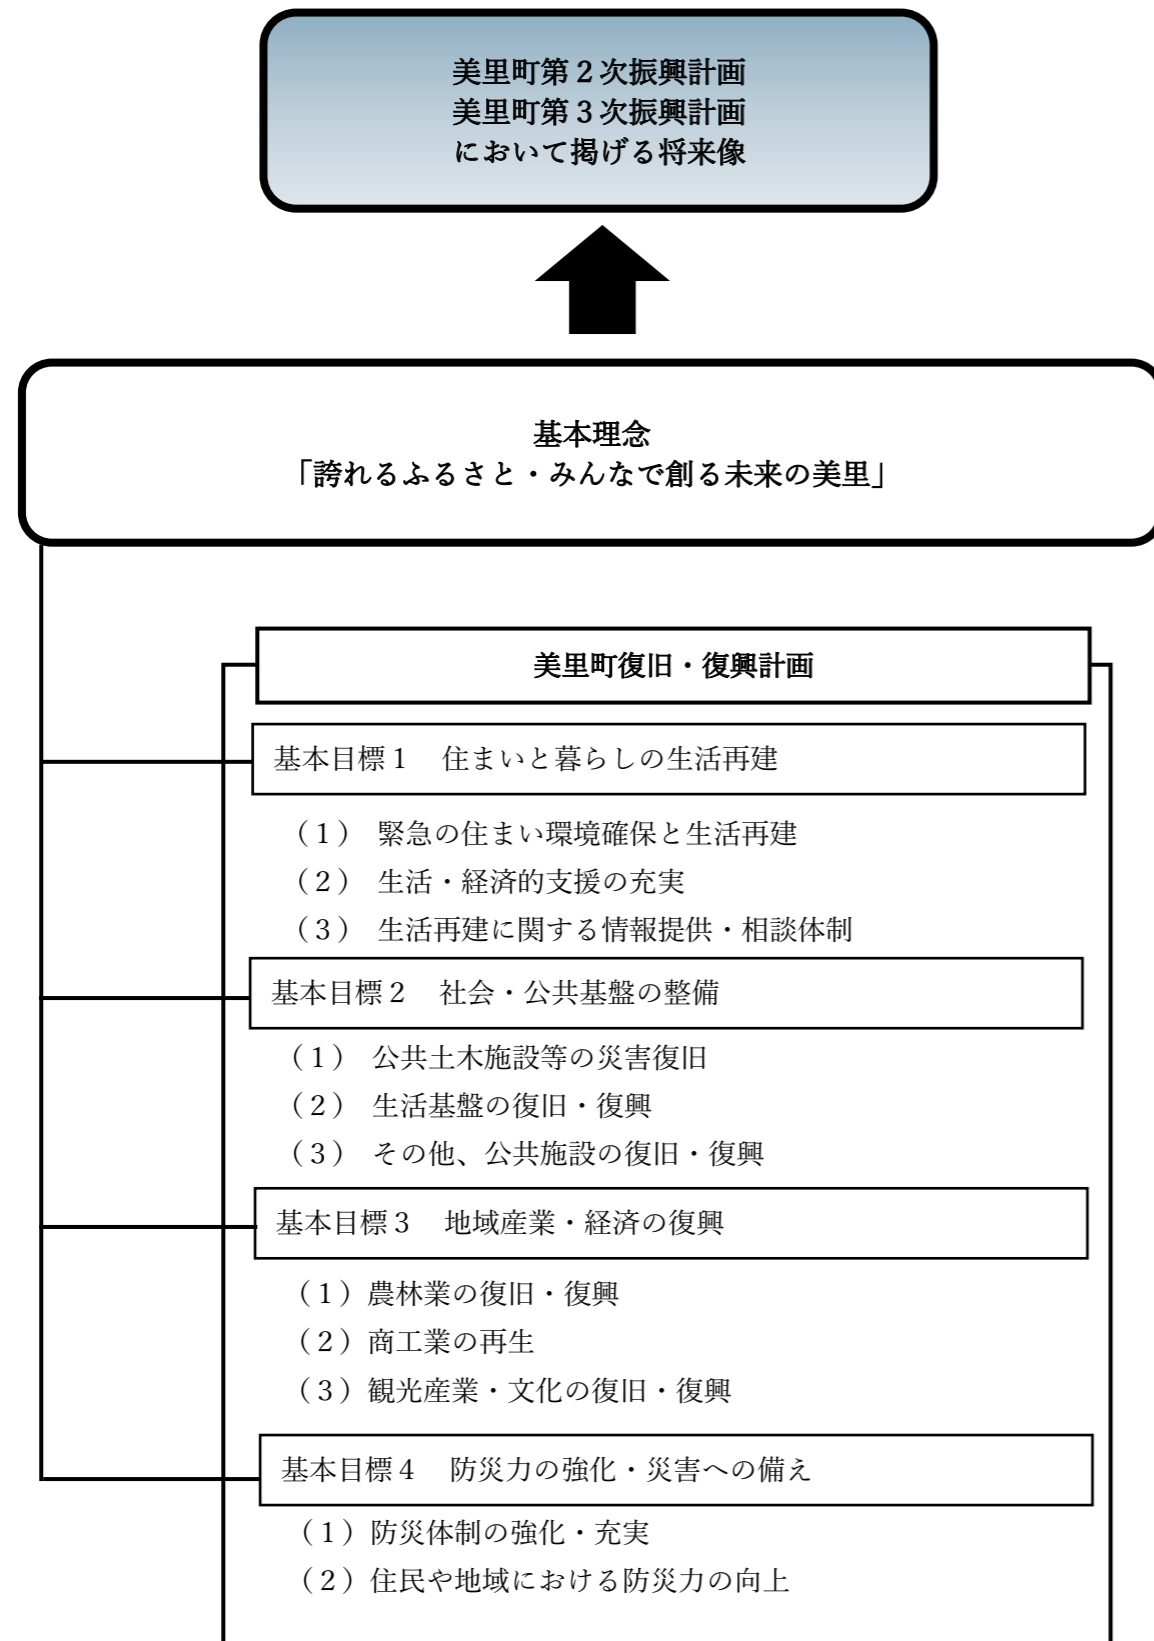 美里町第２次振興計画
美里町第３次振興計画
において掲げる将来像
基本理念
「誇れるふるさと・みんなで創る未来の美里」
美里町復旧・復興計画
基本目標１　住まいと暮らしの生活再建
（１）　緊急の住まい環境確保と生活再建
（２）　生活・経済的支援の充実
（３）　生活再建に関する情報提供・相談体制
基本目標２　社会・公共基盤の整備
（１）　公共土木施設等の災害復旧
（２）　生活基盤の復旧・復興
（３）　その他、公共施設の復旧・復興
基本目標３　地域産業・経済の復興
（１）農林業の復旧・復興
（２）商工業の再生
（３）観光産業・文化の復旧・復興
基本目標４　防災力の強化・災害への備え
（１）防災体制の強化・充実
（２）住民や地域における防災力の向上